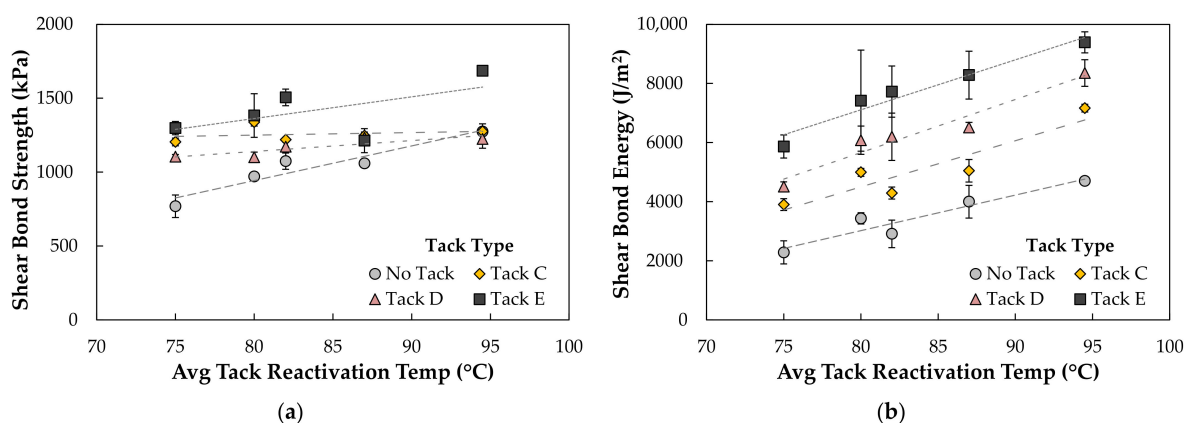 Shear Bond Strength (kPa)
2000
1500
1000
500
0
Tack Type
No Tack
Tack C
Tack D
Tack E
70
75
80
85
90
95
100
Avg Tack Reactivation Temp (°C)
(a)
Shear Bond Energy (J/m²)
10,000
8000
6000
4000
2000
0
Tack Type
No Tack
Tack C
Tack D
Tack E
70
75
80
85
90
95
100
Avg Tack Reactivation Temp (°C)
(b)